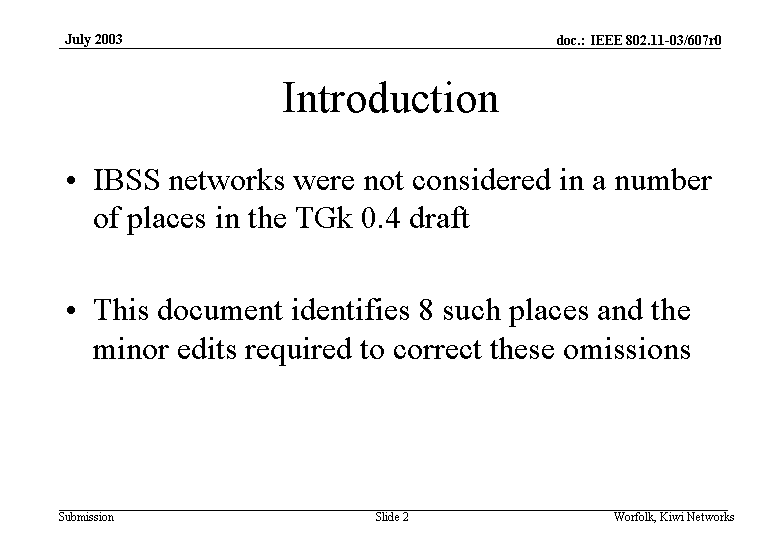 July 2003
doc.: IEEE 802.11-03/607r0
Introduction
• IBSS networks were not considered in a number
of places in the TGk 0.4 draft
• This document identifies 8 such places and the
minor edits required to correct these omissions
Submission
Slide 2
Worfolk, Kiwi Networks